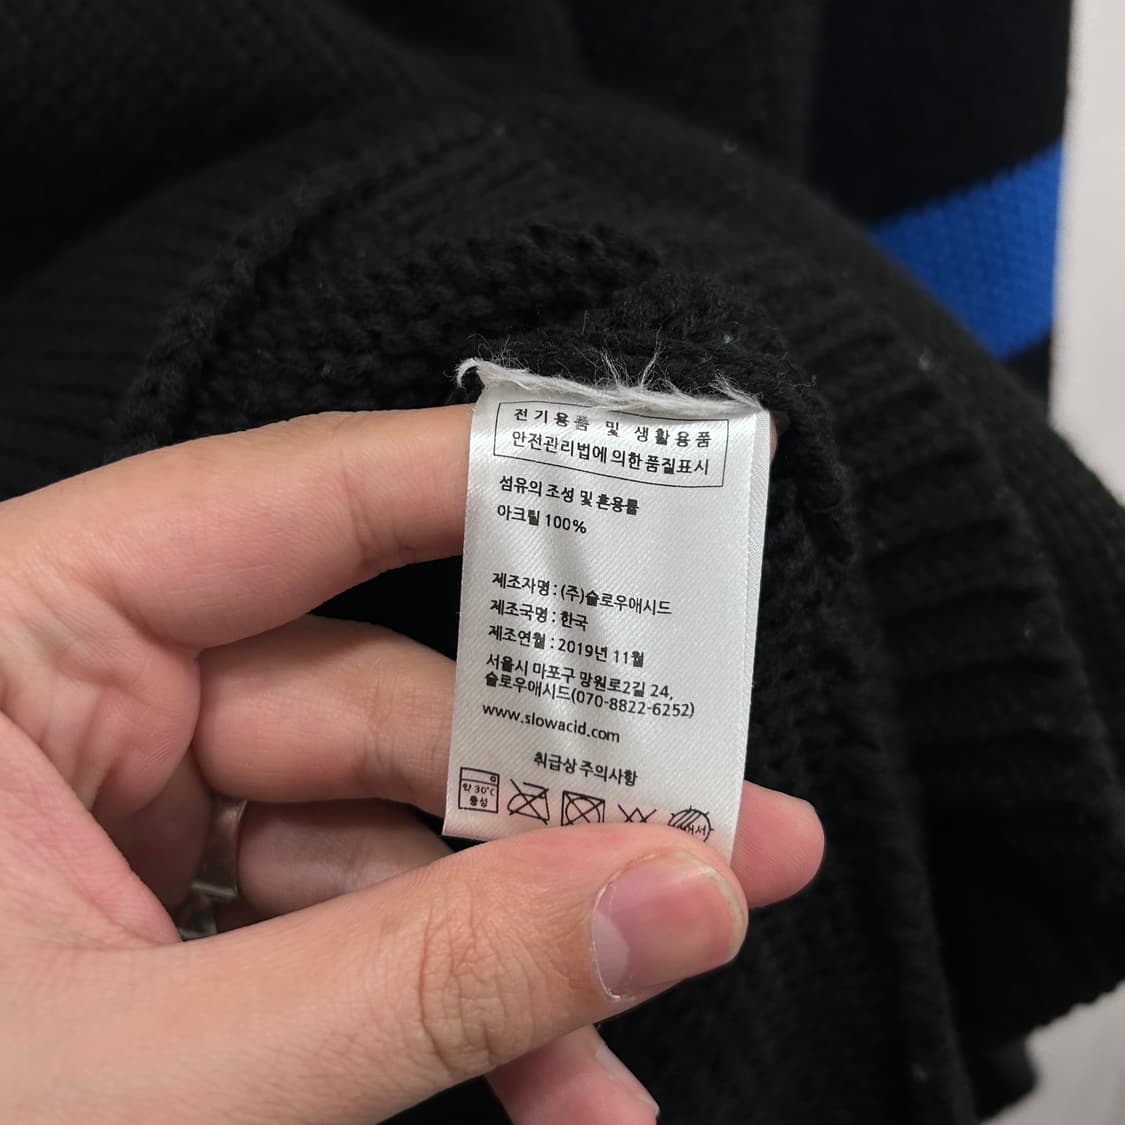 전기용품 및 생활용품
안전관리법에 의한 품질표시
섬유의 조성 및 혼용률
아크릴 100%
제조자명 : (주)슬로우애시드
제조국명 : 한국
제조연월 : 2019년 11월
서울시 마포구 망원로2길 24,
슬로우애시드(070-8822-6252)
www.slowacid.com
취급상 주의사항
약 30°C
중성